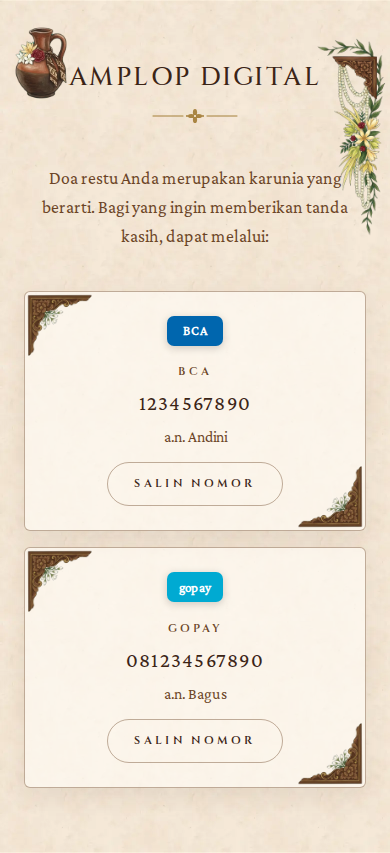 AMPLOP DIGITAL
Doa restu Anda merupakan karunia yang
berarti. Bagi yang ingin memberikan tanda
kasih, dapat melalui:
BCA
BCA
1234567890
a.n. Andini
SALIN NOMOR
gopay
GOPAY
081234567890
a.n. Bagus
SALIN NOMOR